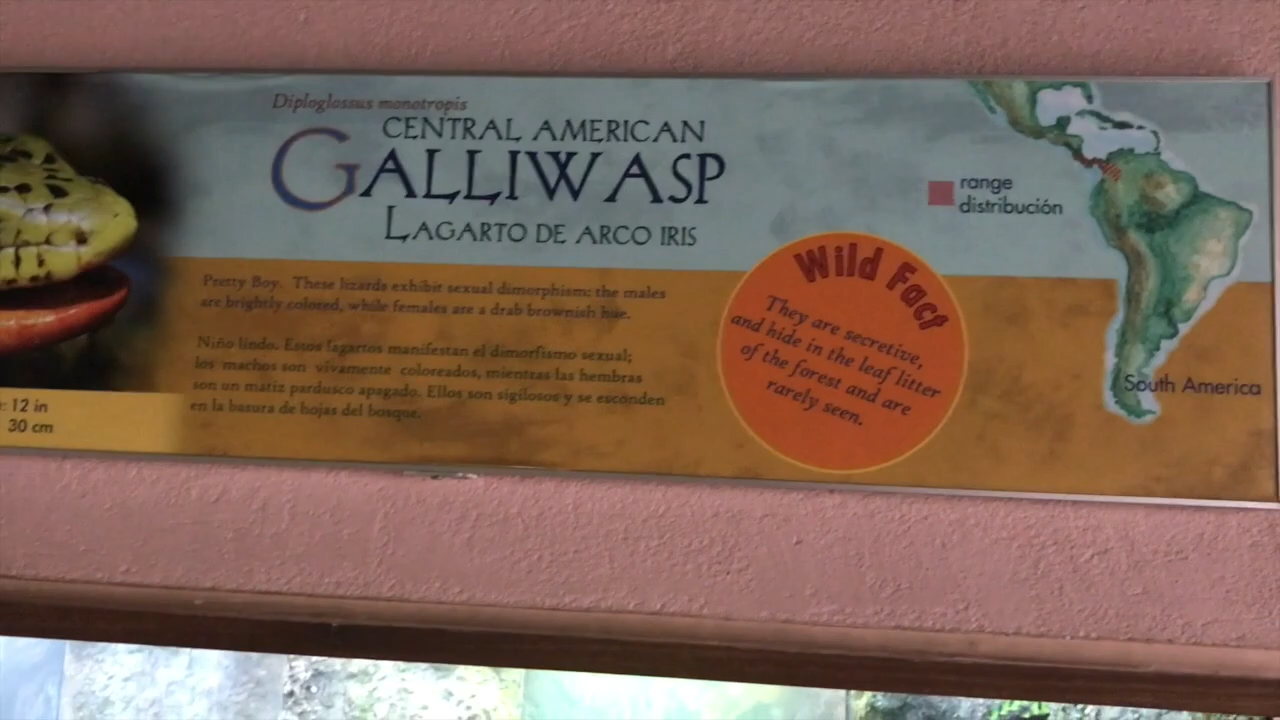 Diploglossus monotropis
CENTRAL AMERICAN
GALLIWASP
LAGARTO DE ARCO IRIS
Pretty Boy. These lizards exhibit sexual dimorphism: the males
are brightly colored, while females are a drab brownish hue.
Niño lindo. Estos lagartos manifestan el dimorfismo sexual;
los machos son vivamente coloreados, mientras las hembras
son un matiz pardusco apagado. Ellos son sigilosos y se esconden
en la basura de hojas del bosque.
: 12 in
30 cm
Wild Fact
They are secretive,
and hide in the leaf litter
of the forest and are
rarely seen.
range
distribución
South America